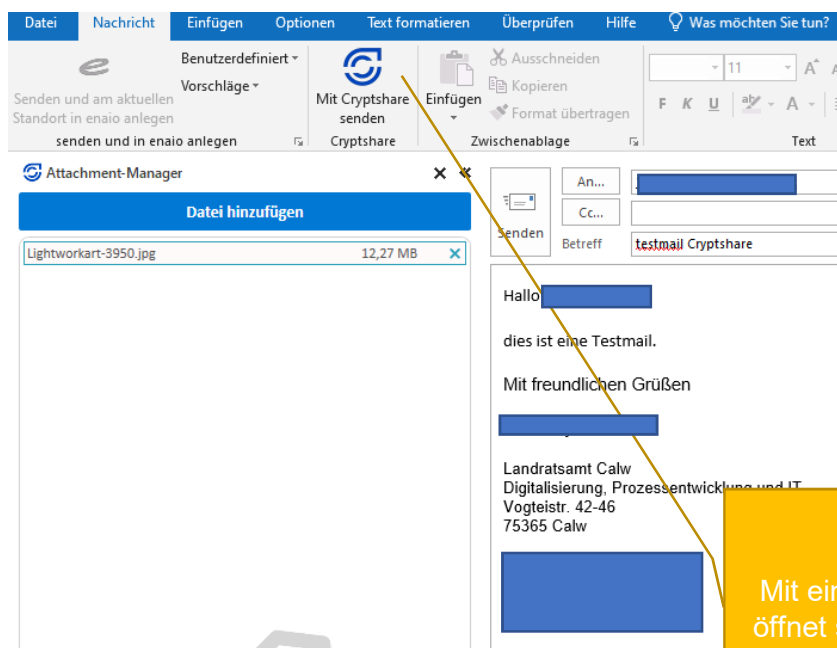 Datei Nachricht Einfügen Optionen Text formatieren Überprüfen Hilfe Was möchten Sie tun?
Senden und am aktuellen
Standort in enaio anlegen
Benutzerdefiniert
Vorschläge
senden und in enaio anlegen
Mit Cryptshare
senden
Cryptshare
Einfügen
Ausschneiden
Kopieren
Format übertragen
Zwischenablage
11 A A
F K U ab A
Text
Attachment-Manager
Datei hinzufügen
Lightworkart-3950.jpg 12,27 MB
Senden
An...
Cc...
Betreff testmail Cryptshare
Hallo
dies ist eine Testmail.
Mit freundlichen Grüßen
Landratsamt Calw
Digitalisierung, Prozessentwicklung und IT
Vogteistr. 42-46
75365 Calw
Mit
öffnet